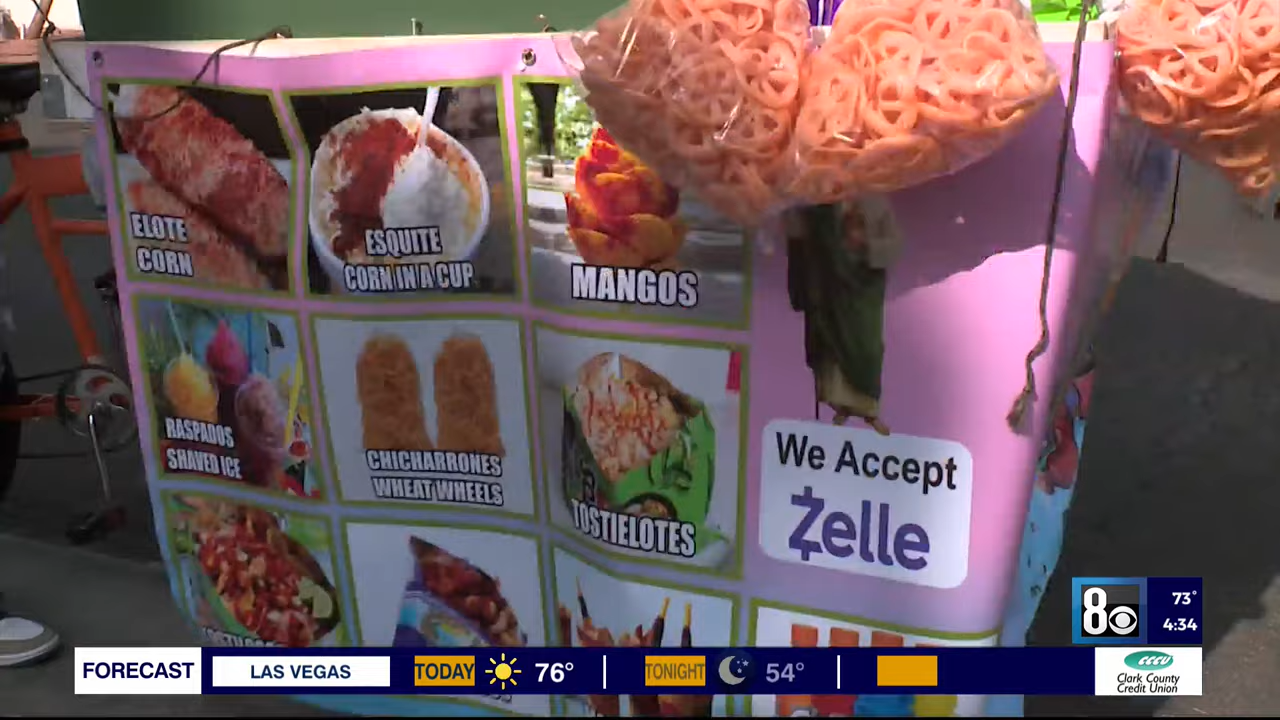 ELOTE
CORN
ESQUITE
CORN IN A CUP
MANGOS
RASPADOS
SHAVED ICE
CHICHARRONES
WHEAT WHEELS
TOSTIELOTES
We Accept
Zelle
8
73°
4:34
FORECAST
LAS VEGAS
TODAY
76°
TONIGHT
54°
CCCU
Clark County
Credit Union